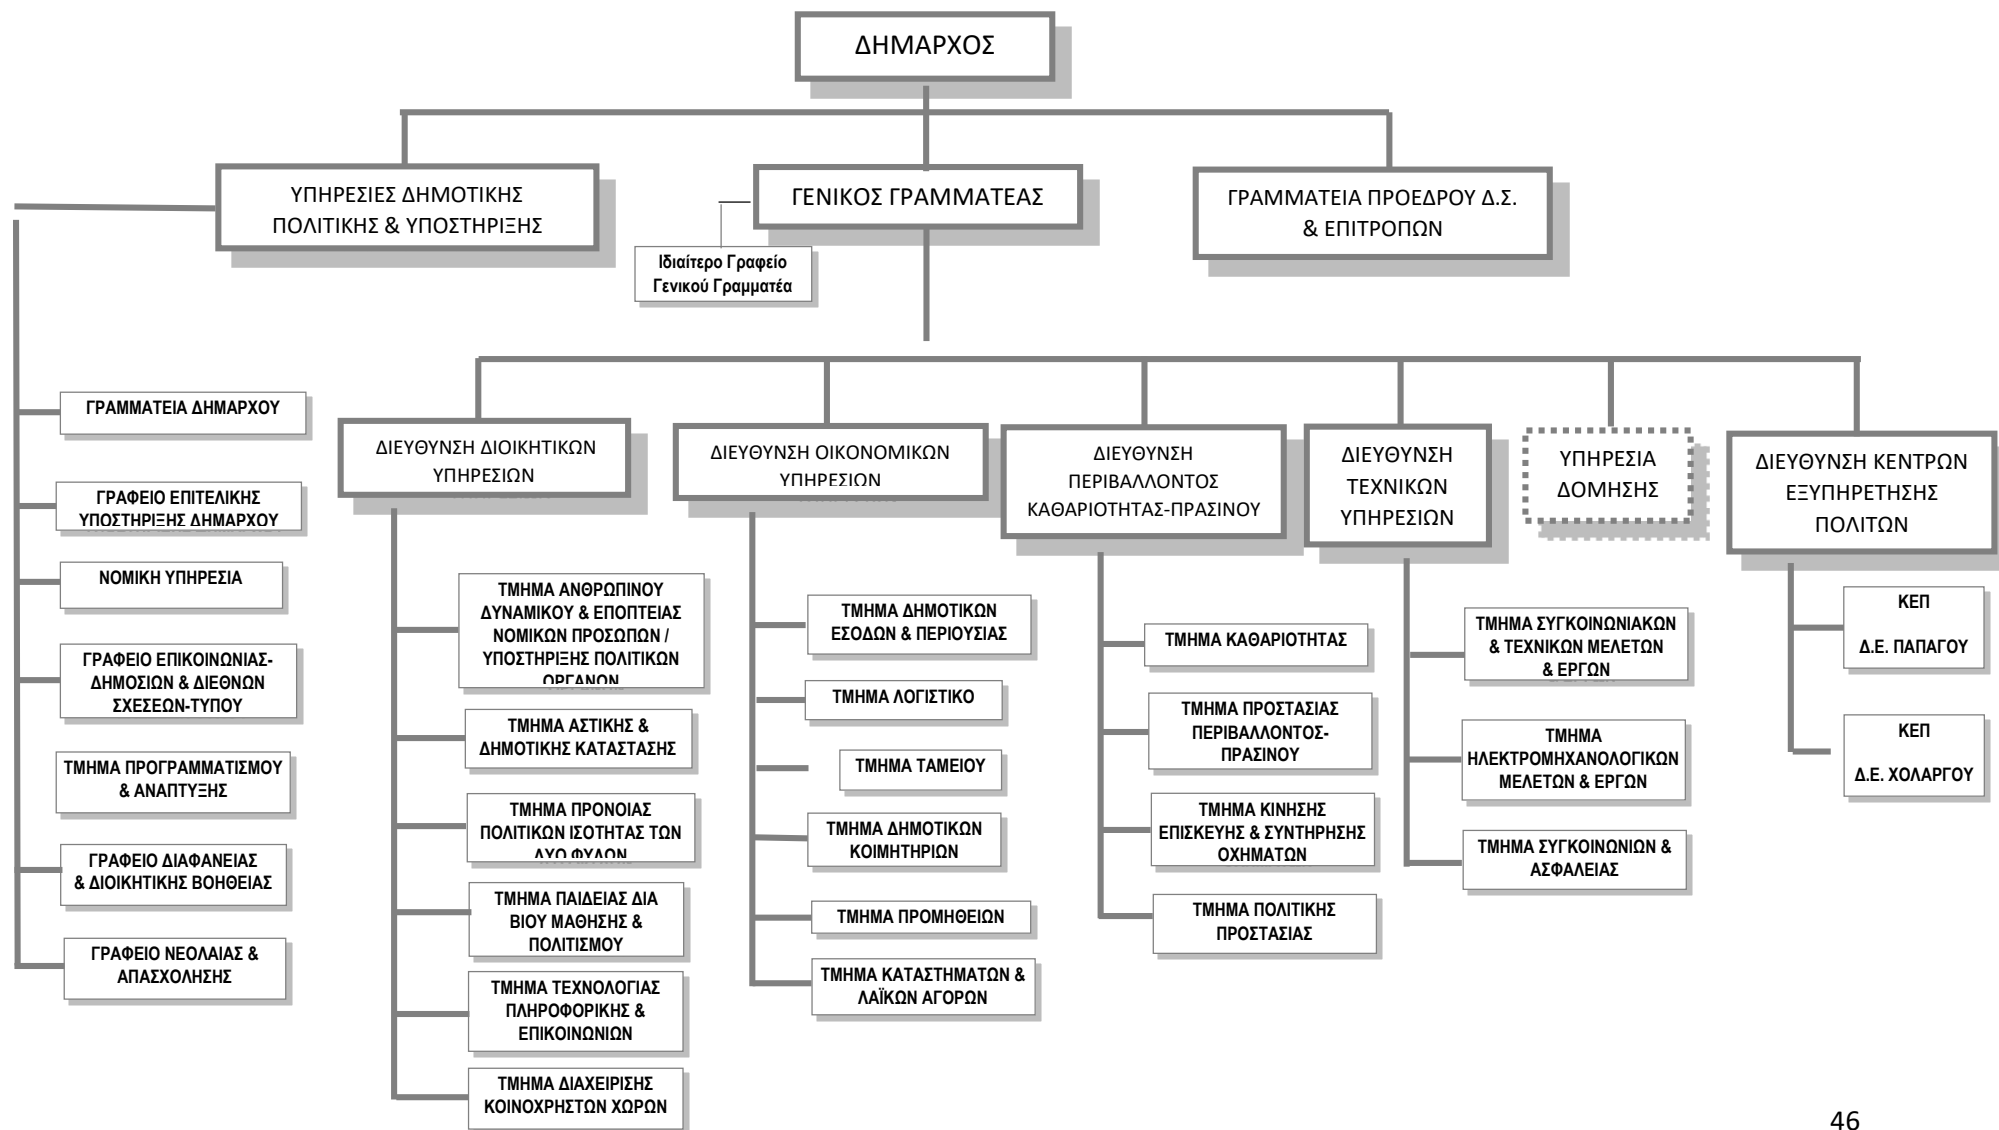 ΔΗΜΑΡΧΟΣ
ΥΠΗΡΕΣΙΕΣ ΔΗΜΟΤΙΚΗΣ
ΠΟΛΙΤΙΚΗΣ & ΥΠΟΣΤΗΡΙΞΗΣ
ΓΕΝΙΚΟΣ ΓΡΑΜΜΑΤΕΑΣ
ΓΡΑΜΜΑΤΕΙΑ ΠΡΟΕΔΡΟΥ Δ.Σ.
& ΕΠΙΤΡΟΠΩΝ
Ιδιαίτερο Γραφείο
Γενικού Γραμματέα
ΓΡΑΜΜΑΤΕΙΑ ΔΗΜΑΡΧΟΥ
ΓΡΑΦΕΙΟ ΕΠΙΤΕΛΙΚΗΣ
ΥΠΟΣΤΗΡΙΞΗΣ ΔΗΜΑΡΧΟΥ
ΝΟΜΙΚΗ ΥΠΗΡΕΣΙΑ
ΓΡΑΦΕΙΟ ΕΠΙΚΟΙΝΩΝΙΑΣ-
ΔΗΜΟΣΙΩΝ & ΔΙΕΘΝΩΝ
ΣΧΕΣΕΩΝ-ΤΥΠΟΥ
ΤΜΗΜΑ ΠΡΟΓΡΑΜΜΑΤΙΣΜΟΥ
& ΑΝΑΠΤΥΞΗΣ
ΓΡΑΦΕΙΟ ΔΙΑΦΑΝΕΙΑΣ
& ΔΙΟΙΚΗΤΙΚΗΣ ΒΟΗΘΕΙΑΣ
ΓΡΑΦΕΙΟ ΝΕΟΛΑΙΑΣ &
ΑΠΑΣΧΟΛΗΣΗΣ
ΔΙΕΥΘΥΝΣΗ ΔΙΟΙΚΗΤΙΚΩΝ
ΥΠΗΡΕΣΙΩΝ
ΤΜΗΜΑ ΑΝΘΡΩΠΙΝΟΥ
ΔΥΝΑΜΙΚΟΥ & ΕΠΟΠΤΕΙΑΣ
ΝΟΜΙΚΩΝ ΠΡΟΣΩΠΩΝ /
ΥΠΟΣΤΗΡΙΞΗΣ ΠΟΛΙΤΙΚΩΝ
ΟΡΓΑΝΩΝ
ΤΜΗΜΑ ΑΣΤΙΚΗΣ &
ΔΗΜΟΤΙΚΗΣ ΚΑΤΑΣΤΑΣΗΣ
ΤΜΗΜΑ ΠΡΟΝΟΙΑΣ
ΠΟΛΙΤΙΚΩΝ ΙΣΟΤΗΤΑΣ ΤΩΝ
ΔΥΟ ΦΥΛΩΝ
ΤΜΗΜΑ ΠΑΙΔΕΙΑΣ ΔΙΑ
ΒΙΟΥ ΜΑΘΗΣΗΣ &
ΠΟΛΙΤΙΣΜΟΥ
ΤΜΗΜΑ ΤΕΧΝΟΛΟΓΙΑΣ
ΠΛΗΡΟΦΟΡΙΚΗΣ &
ΕΠΙΚΟΙΝΩΝΙΩΝ
ΤΜΗΜΑ ΔΙΑΧΕΙΡΙΣΗΣ
ΚΟΙΝΟΧΡΗΣΤΩΝ ΧΩΡΩΝ
ΔΙΕΥΘΥΝΣΗ ΟΙΚΟΝΟΜΙΚΩΝ
ΥΠΗΡΕΣΙΩΝ
ΤΜΗΜΑ ΔΗΜΟΤΙΚΩΝ
ΕΣΟΔΩΝ & ΠΕΡΙΟΥΣΙΑΣ
ΤΜΗΜΑ ΛΟΓΙΣΤΙΚΟ
ΤΜΗΜΑ ΤΑΜΕΙΟΥ
ΤΜΗΜΑ ΔΗΜΟΤΙΚΩΝ
ΚΟΙΜΗΤΗΡΙΩΝ
ΤΜΗΜΑ ΠΡΟΜΗΘΕΙΩΝ
ΤΜΗΜΑ ΚΑΤΑΣΤΗΜΑΤΩΝ &
ΛΑΪΚΩΝ ΑΓΟΡΩΝ
ΔΙΕΥΘΥΝΣΗ
ΠΕΡΙΒΑΛΛΟΝΤΟΣ
ΚΑΘΑΡΙΟΤΗΤΑΣ-ΠΡΑΣΙΝΟΥ
ΤΜΗΜΑ ΚΑΘΑΡΙΟΤΗΤΑΣ
ΤΜΗΜΑ ΠΡΟΣΤΑΣΙΑΣ
ΠΕΡΙΒΑΛΛΟΝΤΟΣ-
ΠΡΑΣΙΝΟΥ
ΤΜΗΜΑ ΚΙΝΗΣΗΣ
ΕΠΙΣΚΕΥΗΣ & ΣΥΝΤΗΡΗΣΗΣ
ΟΧΗΜΑΤΩΝ
ΤΜΗΜΑ ΠΟΛΙΤΙΚΗΣ
ΠΡΟΣΤΑΣΙΑΣ
ΔΙΕΥΘΥΝΣΗ
ΤΕΧΝΙΚΩΝ
ΥΠΗΡΕΣΙΩΝ
ΤΜΗΜΑ ΣΥΓΚΟΙΝΩΝΙΑΚΩΝ
& ΤΕΧΝΙΚΩΝ ΜΕΛΕΤΩΝ
& ΕΡΓΩΝ
ΤΜΗΜΑ
ΗΛΕΚΤΡΟΜΗΧΑΝΟΛΟΓΙΚΩΝ
ΜΕΛΕΤΩΝ & ΕΡΓΩΝ
ΤΜΗΜΑ ΣΥΓΚΟΙΝΩΝΙΩΝ &
ΑΣΦΑΛΕΙΑΣ
ΥΠΗΡΕΣΙΑ
ΔΟΜΗΣΗΣ
ΔΙΕΥΘΥΝΣΗ ΚΕΝΤΡΩΝ
ΕΞΥΠΗΡΕΤΗΣΗΣ
ΠΟΛΙΤΩΝ
ΚΕΠ
Δ.Ε. ΠΑΠΑΓΟΥ
ΚΕΠ
Δ.Ε. ΧΟΛΑΡΓΟΥ
46